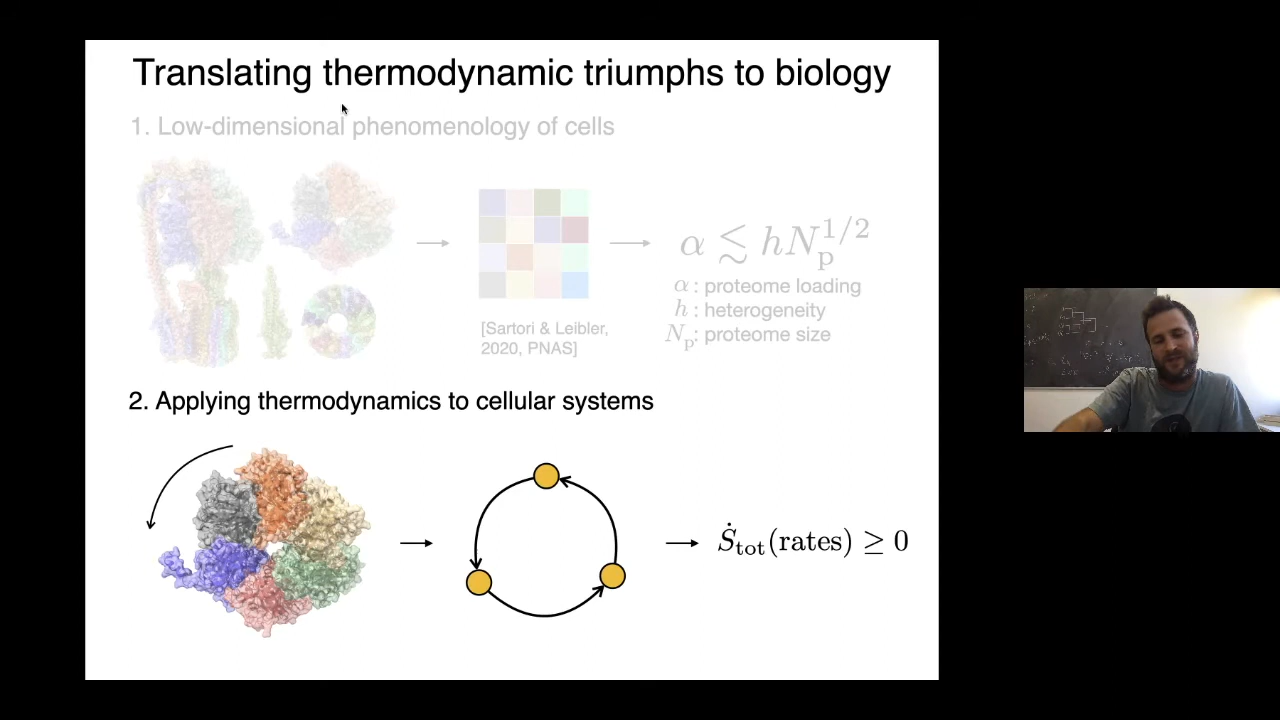 Translating thermodynamic triumphs to biology
1. Low-dimensional phenomenology of cells
α ≲ hN_p^{1/2}
α : proteome loading
h : heterogeneity
N_p: proteome size
[Sartori & Leibler,
2020, PNAS]
2. Applying thermodynamics to cellular systems
Ṡ_tot(rates) ≥ 0